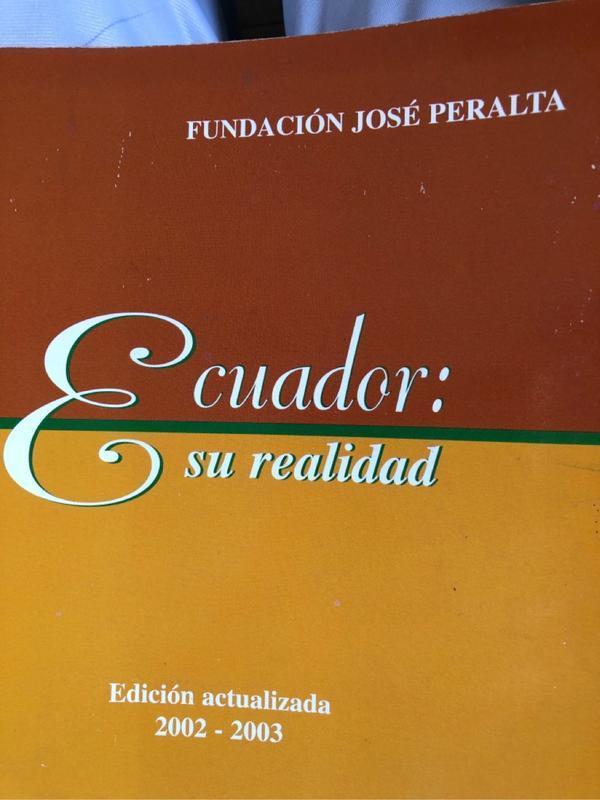 FUNDACIÓN JOSÉ PERALTA
Ecuador:
su realidad
Edición actualizada
2002 - 2003